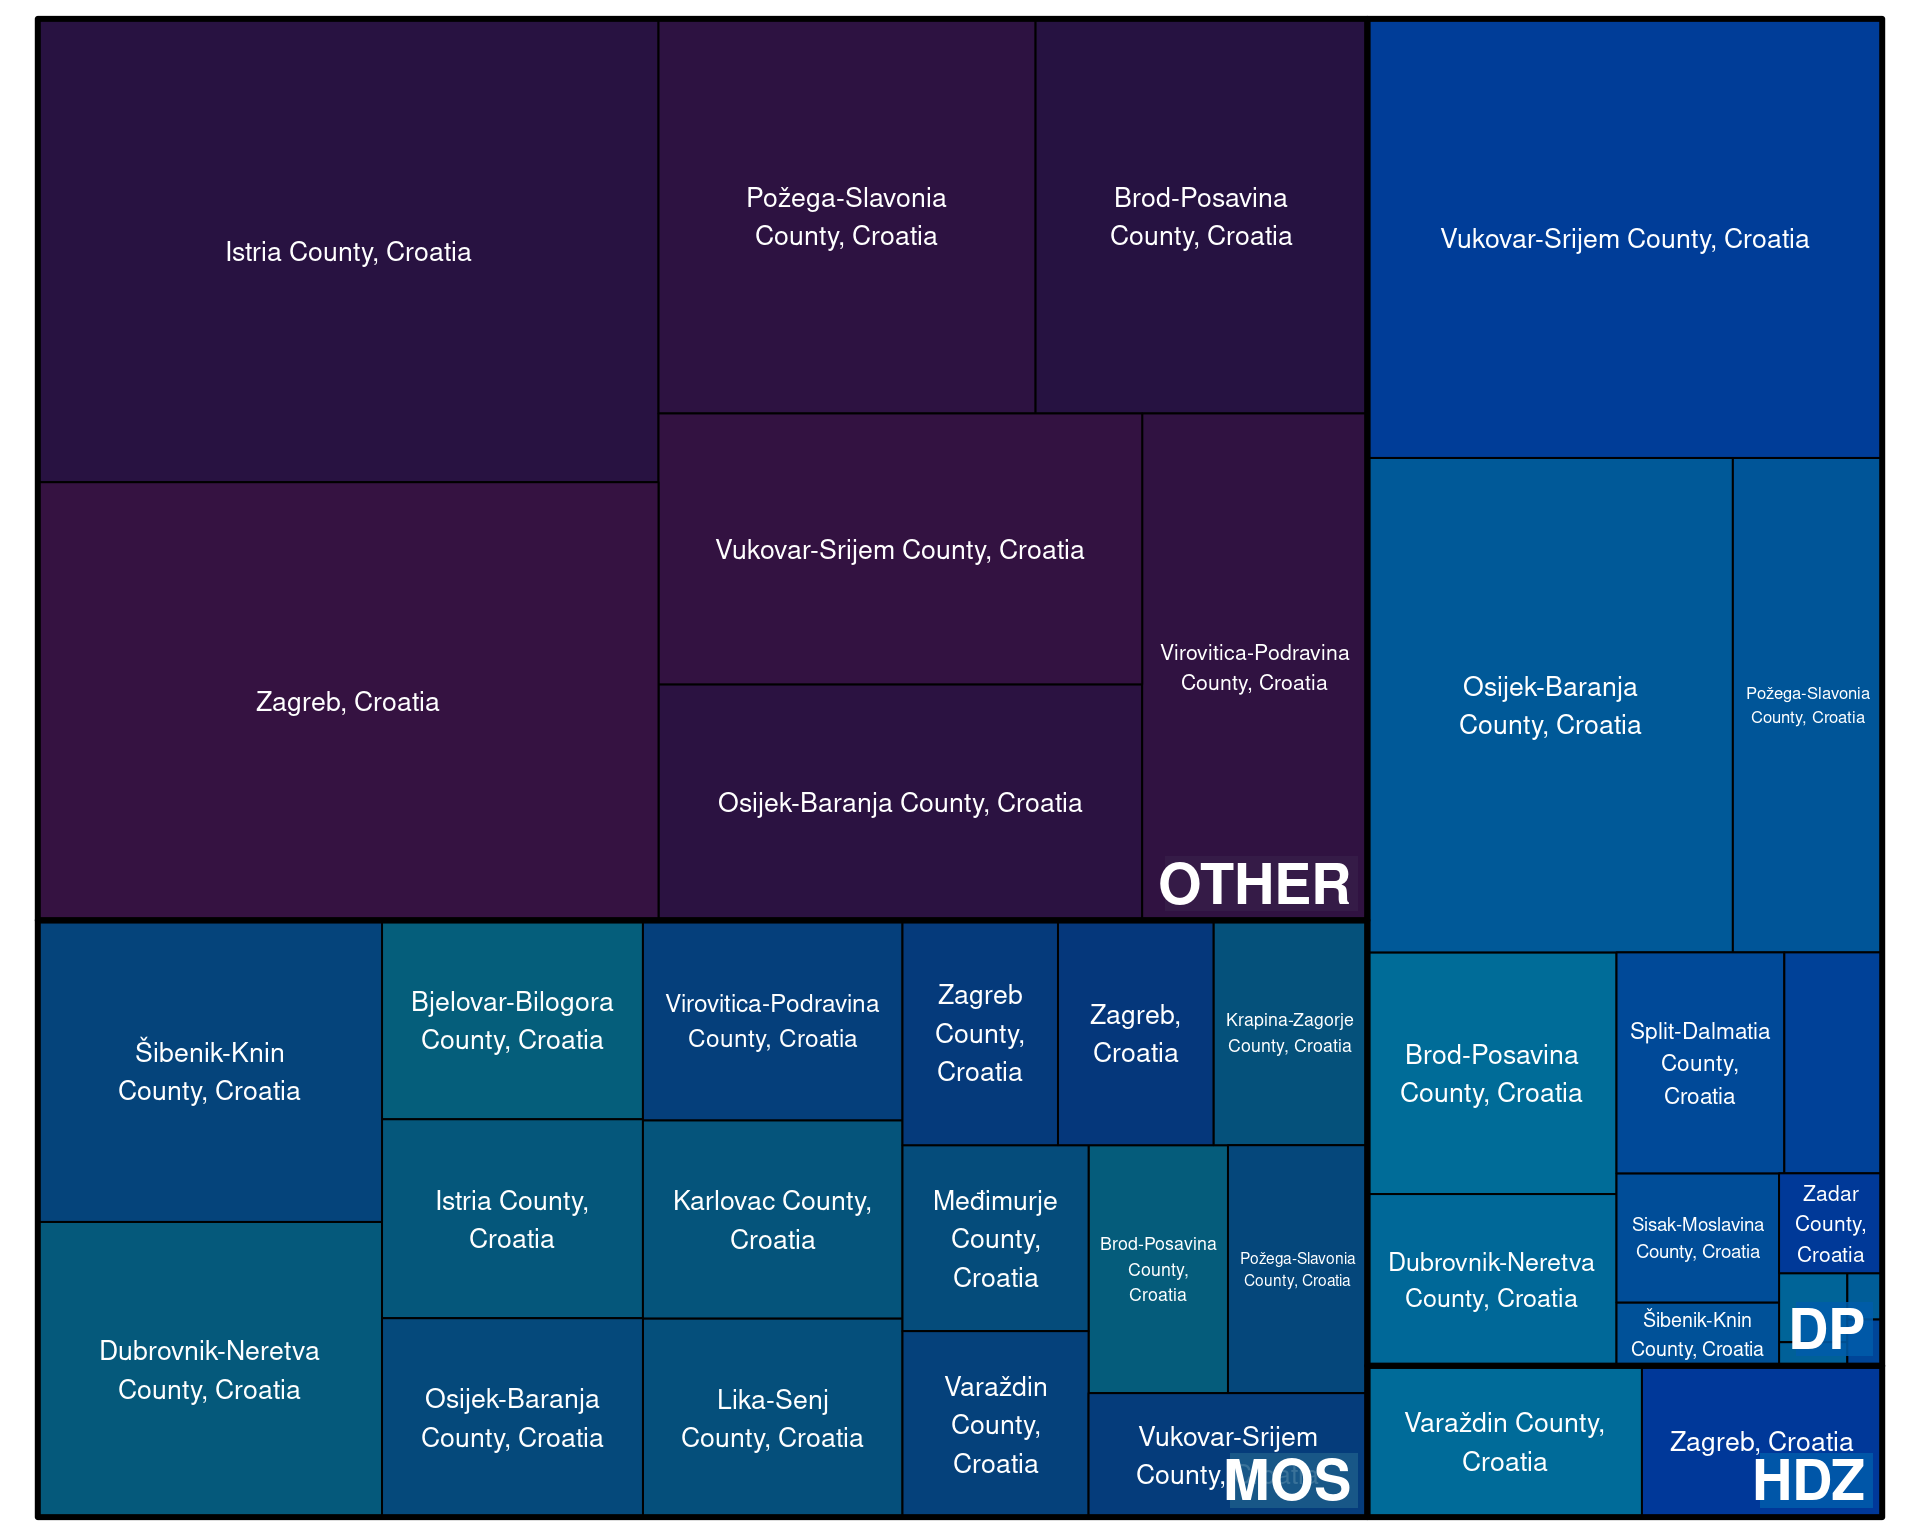 Istria County, Croatia
Požega-Slavonia
County, Croatia
Brod-Posavina
County, Croatia
Zagreb, Croatia
Vukovar-Srijem County, Croatia
Virovitica-Podravina
County, Croatia
Osijek-Baranja County, Croatia
OTHER
Vukovar-Srijem County, Croatia
Osijek-Baranja
County, Croatia
Požega-Slavonia
County, Croatia
Brod-Posavina
County, Croatia
Split-Dalmatia
County,
Croatia
Dubrovnik-Neretva
County, Croatia
Sisak-Moslavina
County, Croatia
Zadar
County,
Croatia
Šibenik-Knin
County, Croatia
DP
Šibenik-Knin
County, Croatia
Dubrovnik-Neretva
County, Croatia
Bjelovar-Bilogora
County, Croatia
Istria County,
Croatia
Osijek-Baranja
County, Croatia
Virovitica-Podravina
County, Croatia
Karlovac County,
Croatia
Lika-Senj
County, Croatia
Zagreb
County,
Croatia
Zagreb,
Croatia
Krapina-Zagorje
County, Croatia
Međimurje
County,
Croatia
Brod-Posavina
County,
Croatia
Požega-Slavonia
County, Croatia
Varaždin
County,
Croatia
Vukovar-Srijem
County,
MOS
Varaždin County,
Croatia
Zagreb, Croatia
HDZ